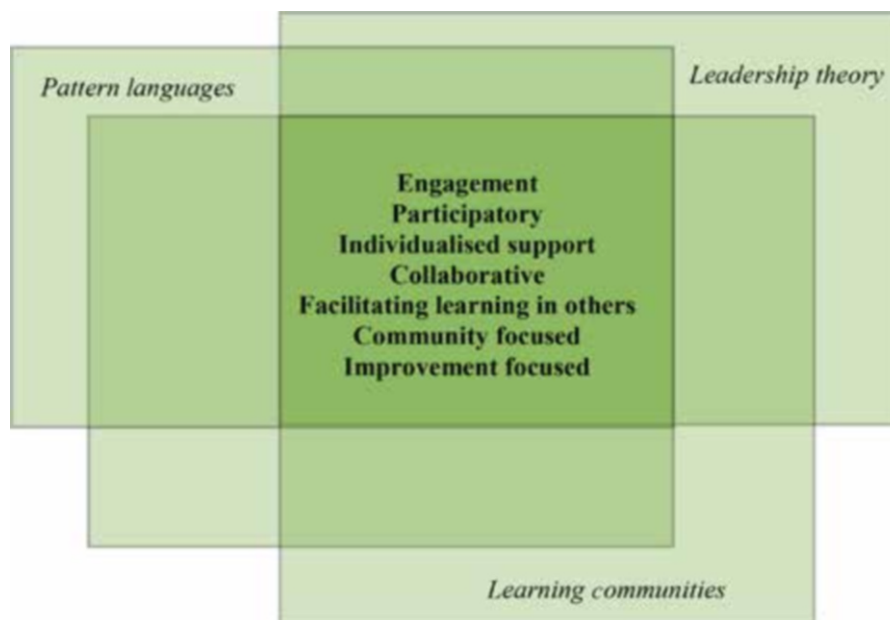 Pattern languages
Leadership theory
Engagement
Participatory
Individualised support
Collaborative
Facilitating learning in others
Community focused
Improvement focused
Learning communities